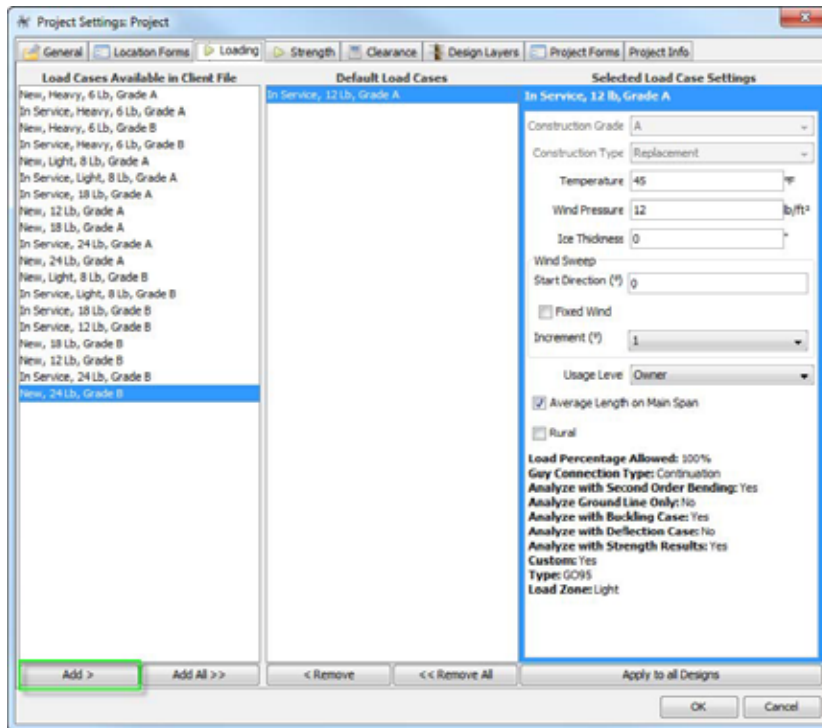 Project Settings: Project
General Location Forms Loading Strength Clearance Design Layers Project Forms Project Info
Load Cases Available in Client File
New, Heavy, 6 Lb, Grade A
In Service, Heavy, 6 Lb, Grade A
New, Heavy, 6 Lb, Grade B
In Service, Heavy, 6 Lb, Grade B
New, Light, 8 Lb, Grade A
In Service, Light, 8 Lb, Grade A
In Service, 18 Lb, Grade A
New, 12 Lb, Grade A
New, 18 Lb, Grade A
In Service, 24 Lb, Grade A
New, 24 Lb, Grade A
New, Light, 8 Lb, Grade B
In Service, Light, 8 Lb, Grade B
In Service, 18 Lb, Grade B
In Service, 12 Lb, Grade B
New, 18 Lb, Grade B
New, 12 Lb, Grade B
In Service, 24 Lb, Grade B
New, 24 Lb, Grade B
Add > Add All >>
Default Load Cases
In Service, 12 Lb, Grade A
< Remove << Remove All
Selected Load Case Settings
In Service, 12 lb, Grade A
Construction Grade A
Construction Type Replacement
Temperature 45 °F
Wind Pressure 12 lb/ft²
Ice Thickness 0 "
Wind Sweep
Start Direction (°) 0
Fixed Wind
Increment (°) 1
Usage Level Owner
Average Length on Main Span
Rural
Load Percentage Allowed: 100%
Guy Connection Type: Continuation
Analyze with Second Order Bending: Yes
Analyze Ground Line Only: No
Analyze with Buckling Case: Yes
Analyze with Deflection Case: No
Analyze with Strength Results: Yes
Custom: Yes
Type: GO95
Load Zone: Light
Apply to all Designs
OK Cancel